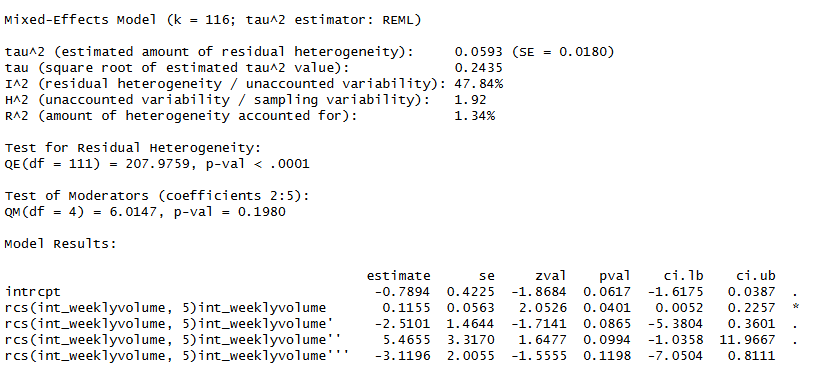 Mixed-Effects Model (k = 116; tau^2 estimator: REML)
tau^2 (estimated amount of residual heterogeneity): 0.0593 (SE = 0.0180)
tau (square root of estimated tau^2 value): 0.2435
I^2 (residual heterogeneity / unaccounted variability): 47.84%
H^2 (unaccounted variability / sampling variability): 1.92
R^2 (amount of heterogeneity accounted for): 1.34%
Test for Residual Heterogeneity:
QE(df = 111) = 207.9759, p-val < .0001
Test of Moderators (coefficients 2:5):
QM(df = 4) = 6.0147, p-val = 0.1980
Model Results:
estimate se zval pval ci.lb ci.ub
intrcpt -0.7894 0.4225 -1.8684 0.0617 -1.6175 0.0387 .
rcs(int_weeklyvolume, 5)int_weeklyvolume 0.1155 0.0563 2.0526 0.0401 0.0052 0.2257 *
rcs(int_weeklyvolume, 5)int_weeklyvolume' -2.5101 1.4644 -1.7141 0.0865 -5.3804 0.3601 .
rcs(int_weeklyvolume, 5)int_weeklyvolume'' 5.4655 3.3170 1.6477 0.0994 -1.0358 11.9667 .
rcs(int_weeklyvolume, 5)int_weeklyvolume''' -3.1196 2.0055 -1.5555 0.1198 -7.0504 0.8111